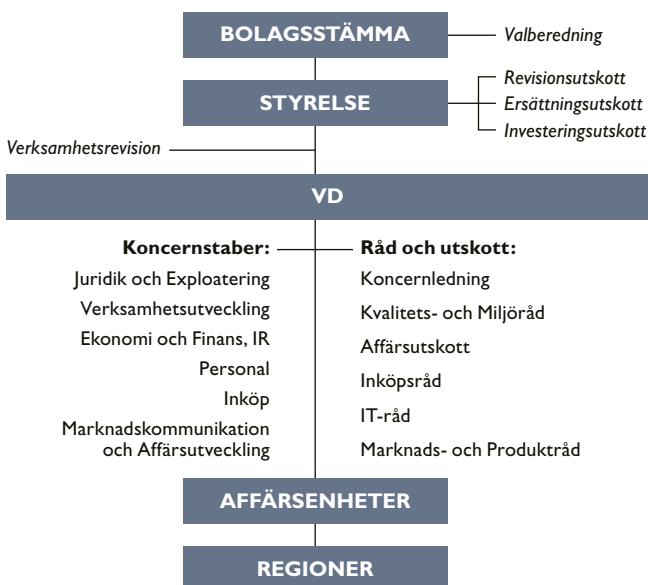 BOLAGSSTÄMMA
Valberedning
STYRELSE
Revisionsutskott
Ersättningsutskott
Investeringsutskott
Verksamhetsrevision
VD
Koncernstaber:
Juridik och Exploatering
Verksamhetsutveckling
Ekonomi och Finans, IR
Personal
Inköp
Marknadskommunikation
och Affärsutveckling
Råd och utskott:
Koncernledning
Kvalitets- och Miljöråd
Affärsutskott
Inköpsråd
IT-råd
Marknads- och Produktråd
AFFÄRSENHETER
REGIONER